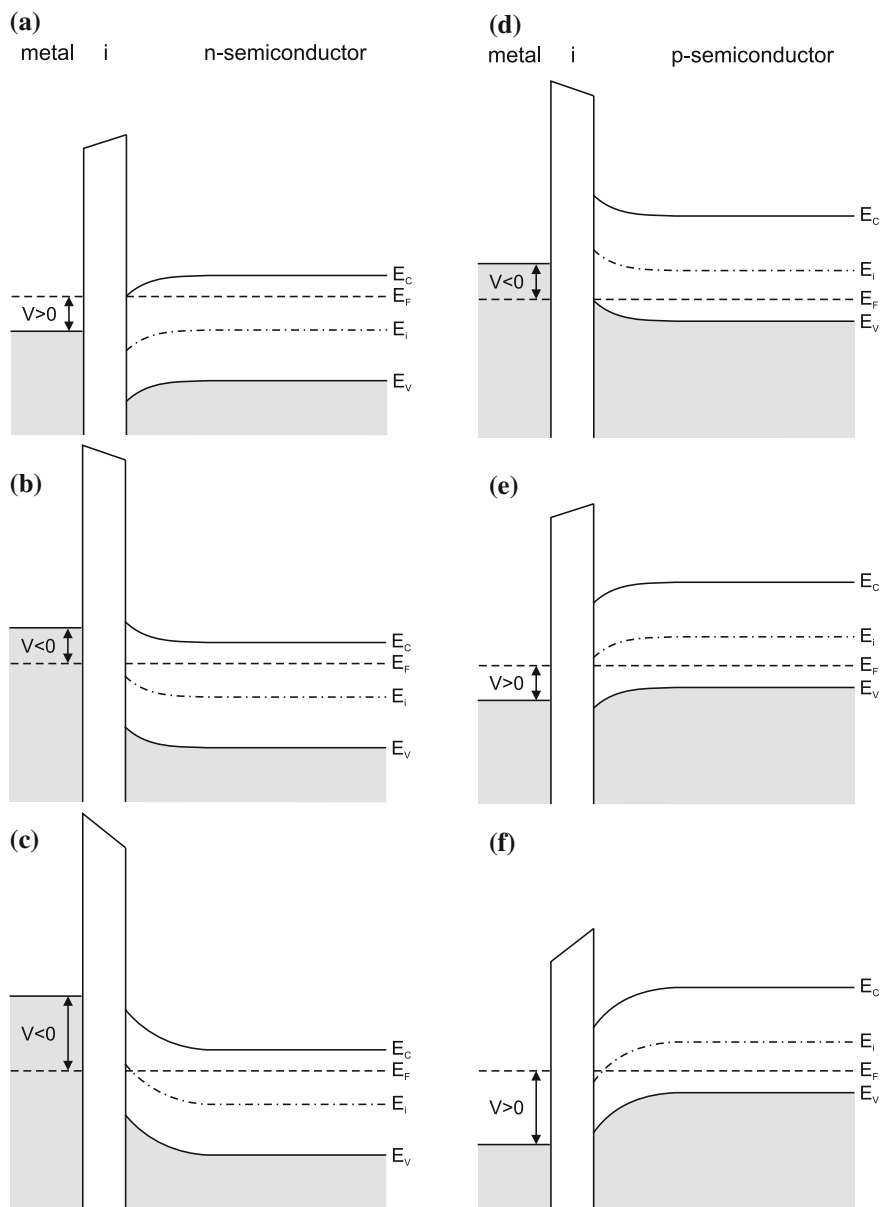 (a)
metal i n-semiconductor
E_C
E_F
V>0
E_i
E_V
(b)
E_C
V<0
E_F
E_i
E_V
(c)
V<0
E_C
E_F
E_i
E_V
(d)
metal i p-semiconductor
E_C
E_i
V<0
E_F
E_V
(e)
E_C
E_i
E_F
V>0
E_V
(f)
E_C
E_i
E_F
V>0
E_V